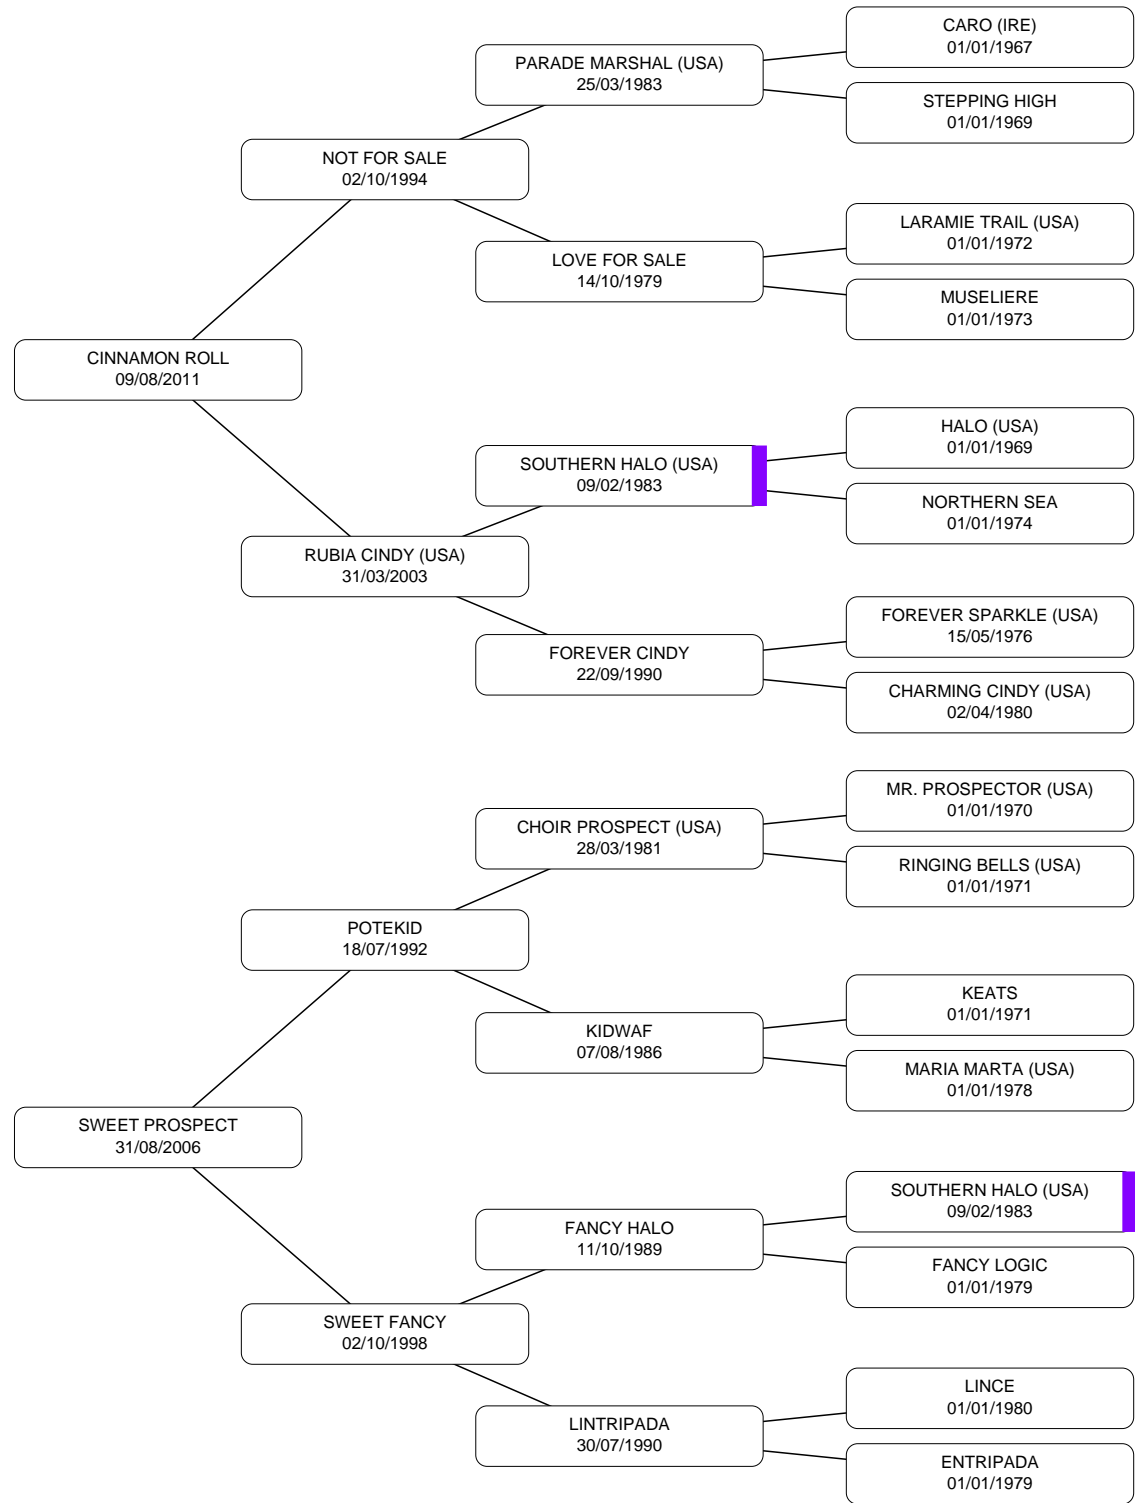 CARO (IRE)
01/01/1967
PARADE MARSHAL (USA)
25/03/1983
STEPPING HIGH
01/01/1969
NOT FOR SALE
02/10/1994
LARAMIE TRAIL (USA)
01/01/1972
LOVE FOR SALE
14/10/1979
MUSELIERE
01/01/1973
CINNAMON ROLL
09/08/2011
HALO (USA)
01/01/1969
SOUTHERN HALO (USA)
09/02/1983
NORTHERN SEA
01/01/1974
RUBIA CINDY (USA)
31/03/2003
FOREVER SPARKLE (USA)
15/05/1976
FOREVER CINDY
22/09/1990
CHARMING CINDY (USA)
02/04/1980
MR. PROSPECTOR (USA)
01/01/1970
CHOIR PROSPECT (USA)
28/03/1981
RINGING BELLS (USA)
01/01/1971
POTEKID
18/07/1992
KEATS
01/01/1971
KIDWAF
07/08/1986
MARIA MARTA (USA)
01/01/1978
SWEET PROSPECT
31/08/2006
SOUTHERN HALO (USA)
09/02/1983
FANCY HALO
11/10/1989
FANCY LOGIC
01/01/1979
SWEET FANCY
02/10/1998
LINCE
01/01/1980
LINTRIPADA
30/07/1990
ENTRIPADA
01/01/1979